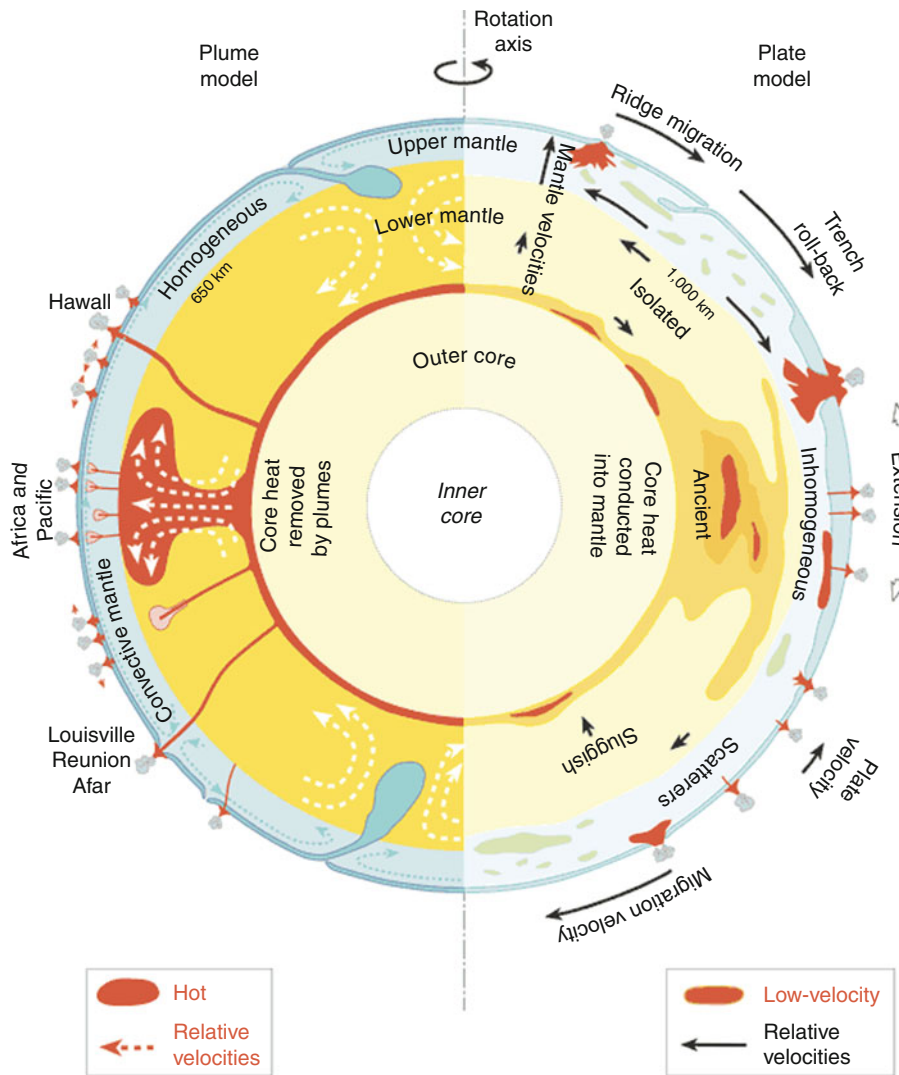 Plume
model
Rotation
axis
Plate
model
Ridge migration
Upper mantle
Mantle velocities
Trench
roll-back
Lower mantle
Homogeneous
650 km
1,000 km
Isolated
Hawall
Outer core
Africa and
Pacific
Core heat
removed
by plumes
Inner
core
Core heat
conducted
into mantle
Ancient
Inhomogeneous
Extension
Convective mantle
Louisville
Reunion
Afar
Sluggish
Scatterers
Plate
velocity
Migration velocity
Hot
Relative
velocities
Low-velocity
Relative
velocities